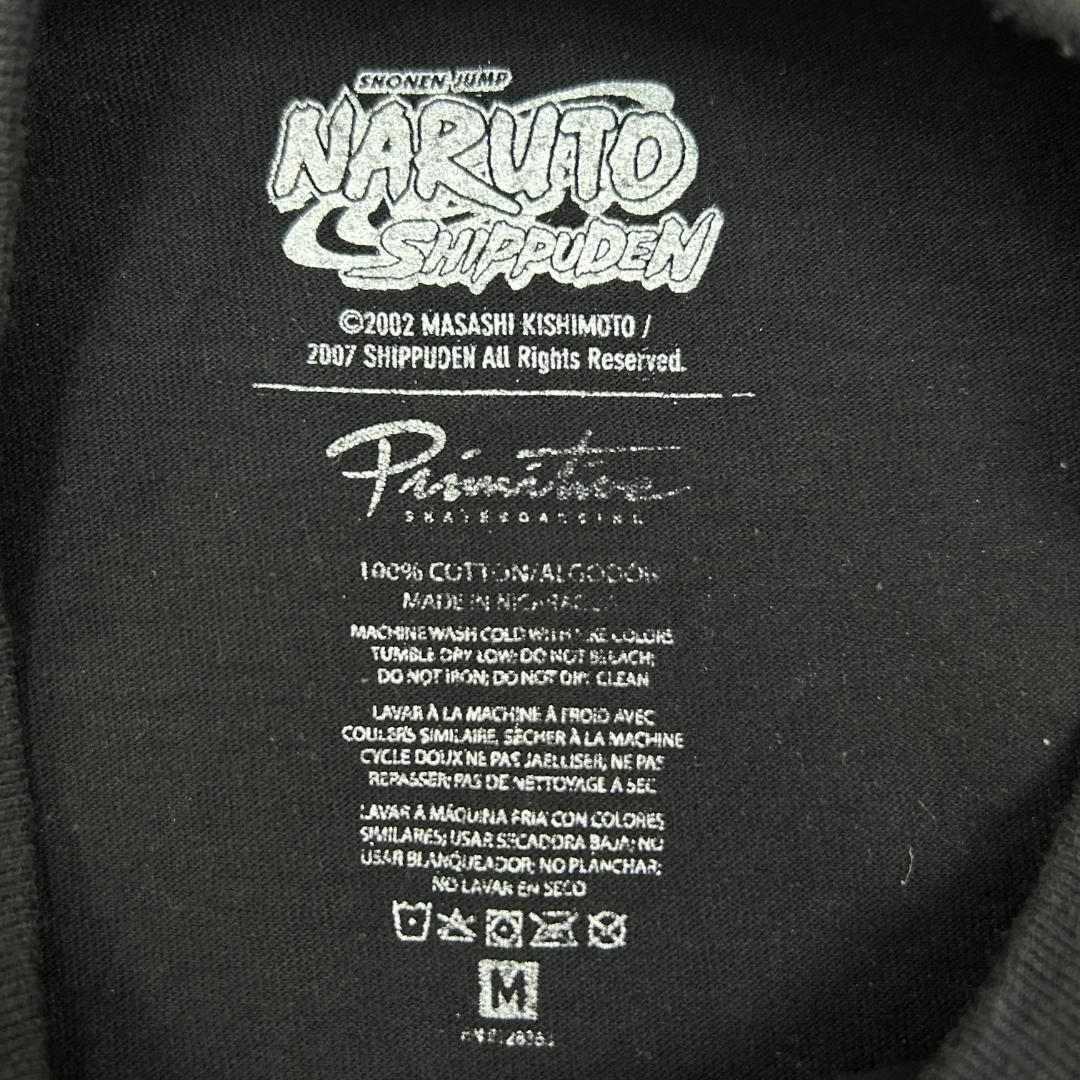 SHONEN JUMP
NARUTO
SHIPPUDEN
©2002 MASASHI KISHIMOTO /
2007 SHIPPUDEN All Rights Reserved.
Primitive
SKATEBOARDING
100% COTTON/ALGODON
MADE IN NICARAGUA
MACHINE WASH COLD WITH LIKE COLORS
TUMBLE DRY LOW; DO NOT BLEACH;
DO NOT IRON; DO NOT DRY CLEAN
LAVAR À LA MACHINE À FROID AVEC
COULERS SIMILAIRE, SÉCHER À LA MACHINE
CYCLE DOUX NE PAS JAELLISER, NE PAS
REPASSER; PAS DE NETTOYAGE A SEC
LAVAR A MÁQUINA FRIA CON COLORES
SIMILARES; USAR SECADORA BAJA; NO
USAR BLANQUEADOR; NO PLANCHAR;
NO LAVAR EN SECO
M